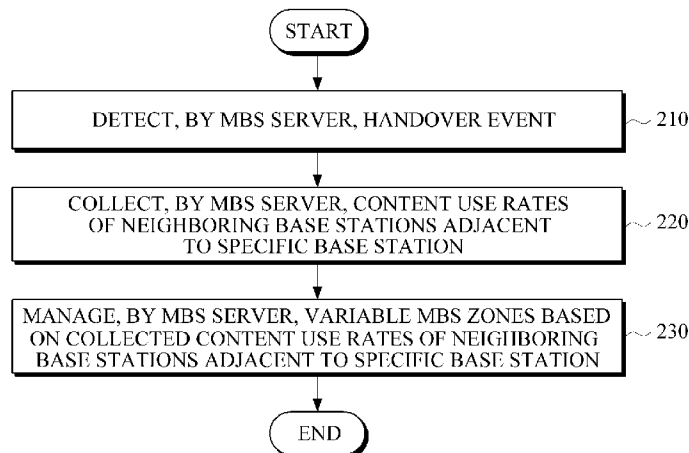 START
DETECT, BY MBS SERVER, HANDOVER EVENT
210
COLLECT, BY MBS SERVER, CONTENT USE RATES
OF NEIGHBORING BASE STATIONS ADJACENT
TO SPECIFIC BASE STATION
220
MANAGE, BY MBS SERVER, VARIABLE MBS ZONES BASED
ON COLLECTED CONTENT USE RATES OF NEIGHBORING
BASE STATIONS ADJACENT TO SPECIFIC BASE STATION
230
END